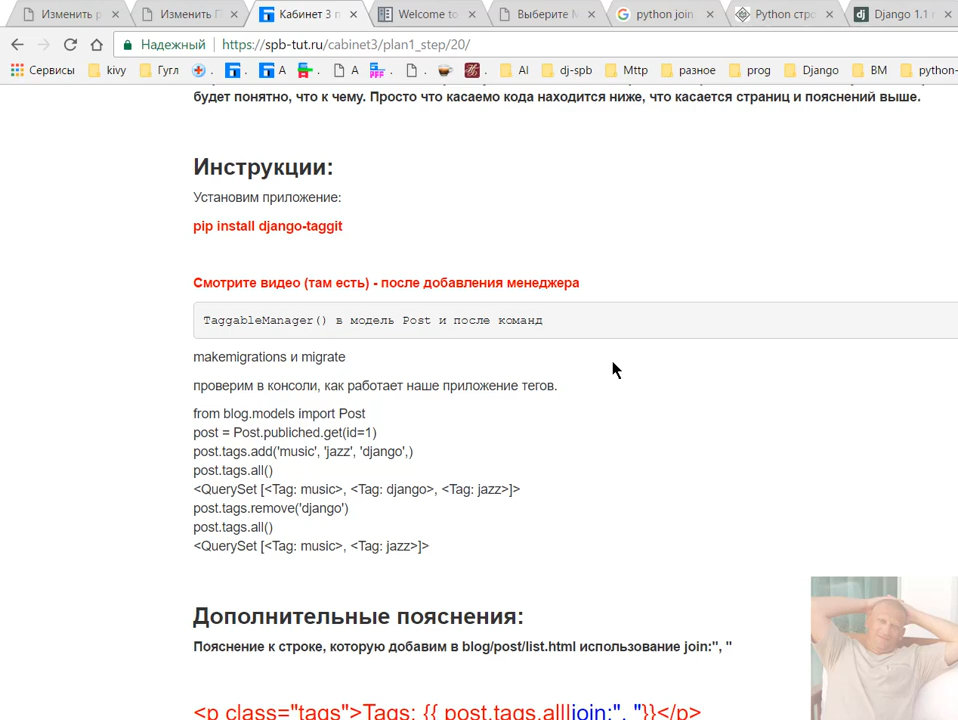 Изменить р
Изменить П
Кабинет 3 п
Welcome to
Выберите М
python join
Python стро
Django 1.1
Надежный
https://spb-tut.ru/cabinet3/plan1_step/20/
Сервисы kivy Гугл A A AI dj-spb Mttp разное prog Django BM python-
будет понятно, что к чему. Просто что касаемо кода находится ниже, что касается страниц и пояснений выше.
Инструкции:
Установим приложение:
pip install django-taggit
Смотрите видео (там есть) - после добавления менеджера
TaggableManager() в модель Post и после команд
makemigrations и migrate
проверим в консоли, как работает наше приложение тегов.
from blog.models import Post
post = Post.publiched.get(id=1)
post.tags.add('music', 'jazz', 'django',)
post.tags.all()
<QuerySet [<Tag: music>, <Tag: django>, <Tag: jazz>]>
post.tags.remove('django')
post.tags.all()
<QuerySet [<Tag: music>, <Tag: jazz>]>
Дополнительные пояснения:
Пояснение к строке, которую добавим в blog/post/list.html использование join:", "
<p class="tags">Tags: {{ post.tags.all|join:", "}}</p>